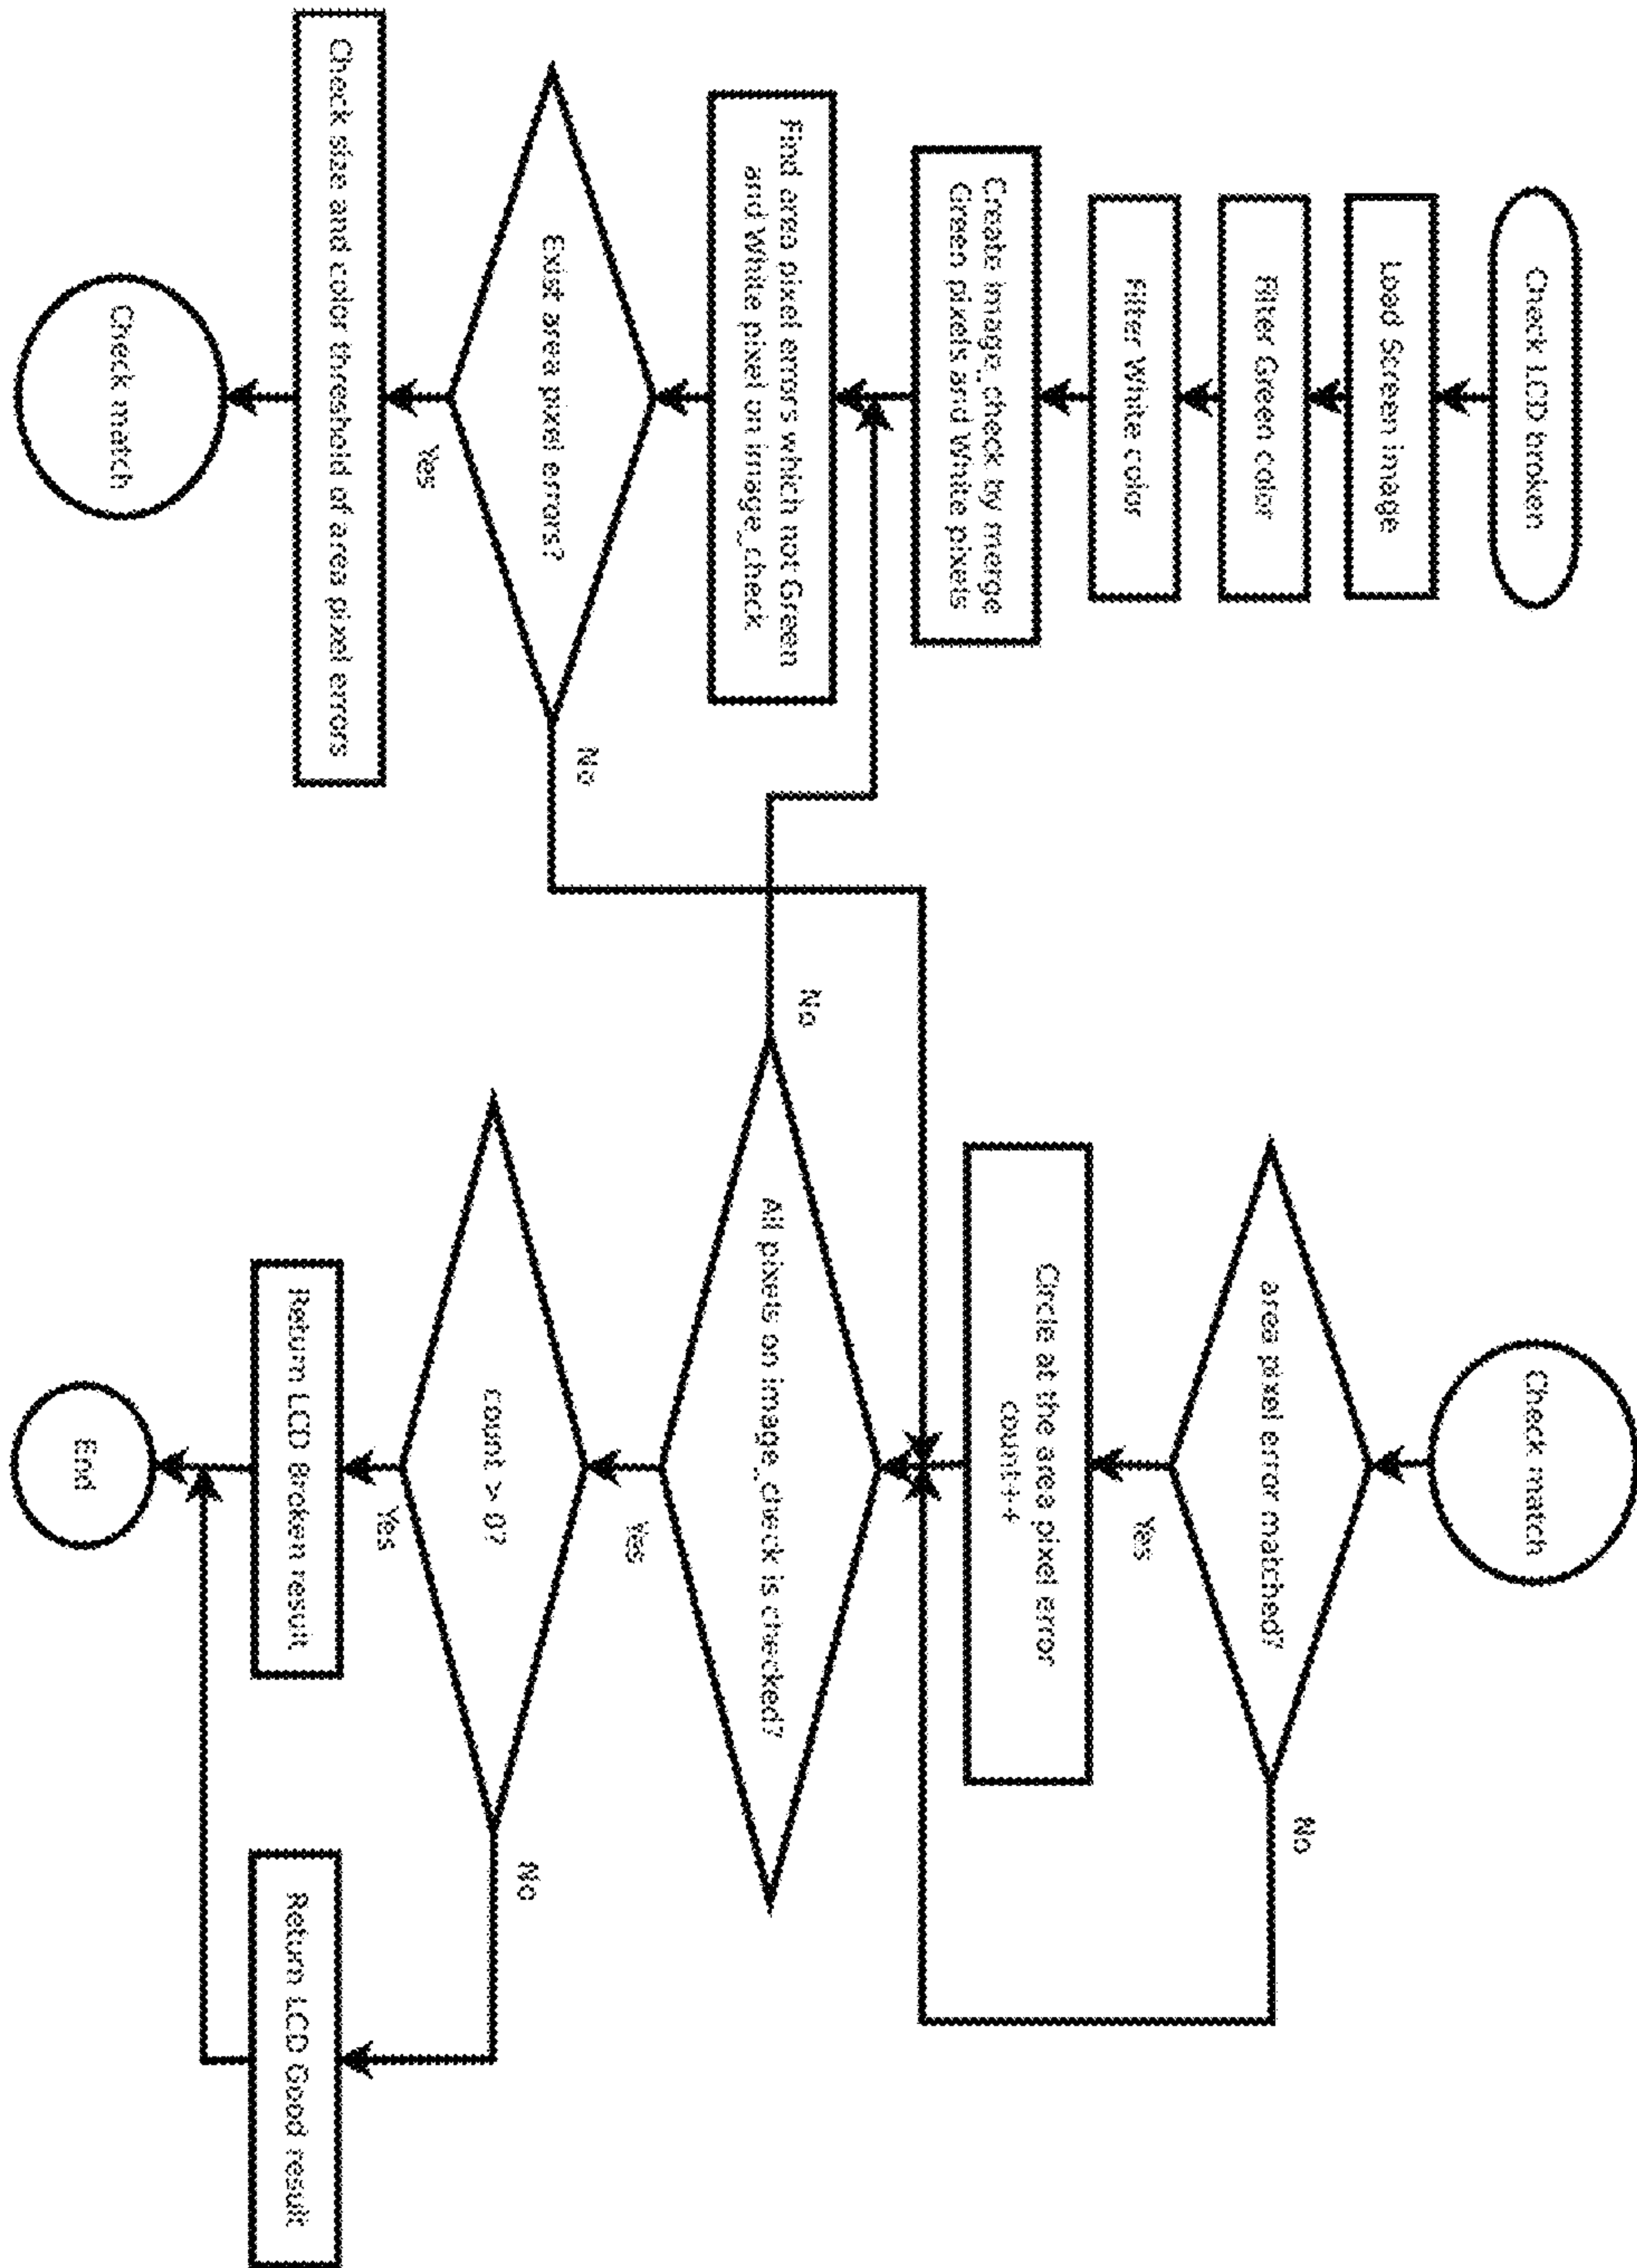 Check LCD broken
Load Screen image
Filter Green color
Filter White color
Create image_check by merge
Green pixels and White pixels
Find area pixel errors which not Green
and White pixel on image_check
Exist area pixel errors?
No
Yes
Check size and color threshold of area pixel errors
Check match
Check match
area pixel error matched?
No
Yes
Circle at the area pixel error
count++
All pixels on image_check is checked?
No
Yes
count > 0?
No
Yes
Return LCD Broken result
Return LCD Good result
End